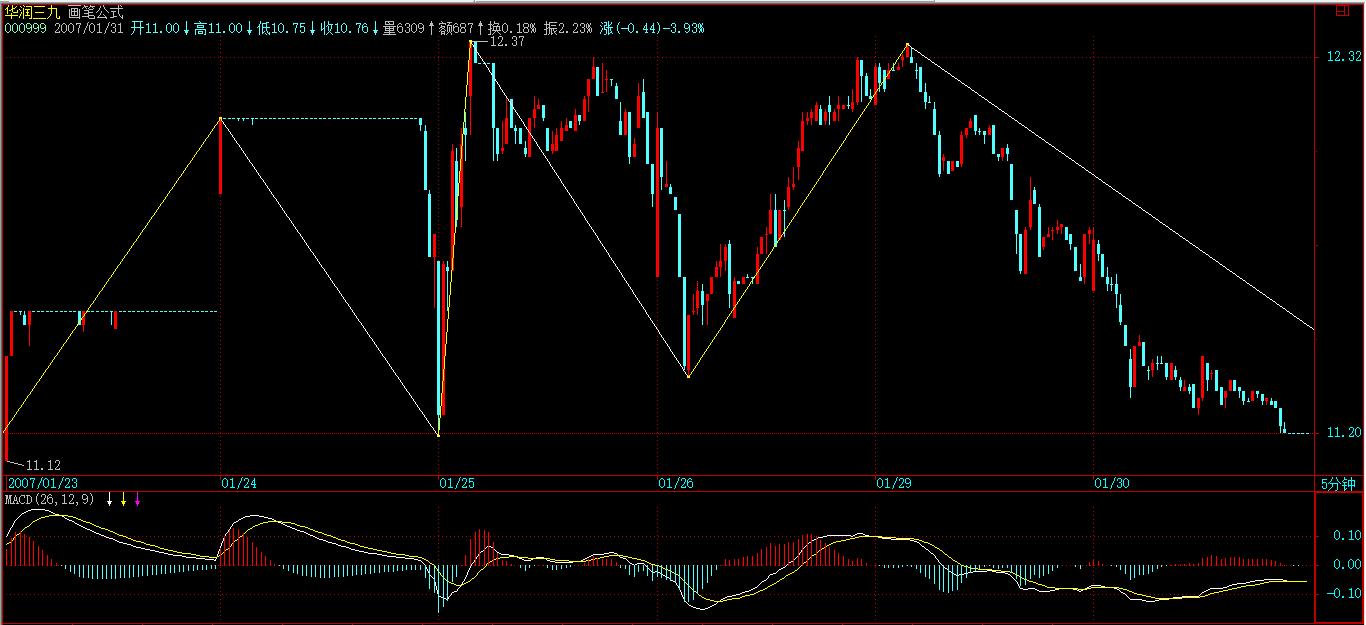 华润三九 画笔公式
000999 2007/01/31 开11.00↓高11.00↓低10.75↓收10.76↓量6309↑额687↑换0.18% 振2.23% 涨(-0.44)-3.93%
12.37
12.32
11.20
11.12
2007/01/23 01/24 01/25 01/26 01/29 01/30 5分钟
MACD(26,12,9) ↓ ↓ ↓
0.10
0.00
-0.10